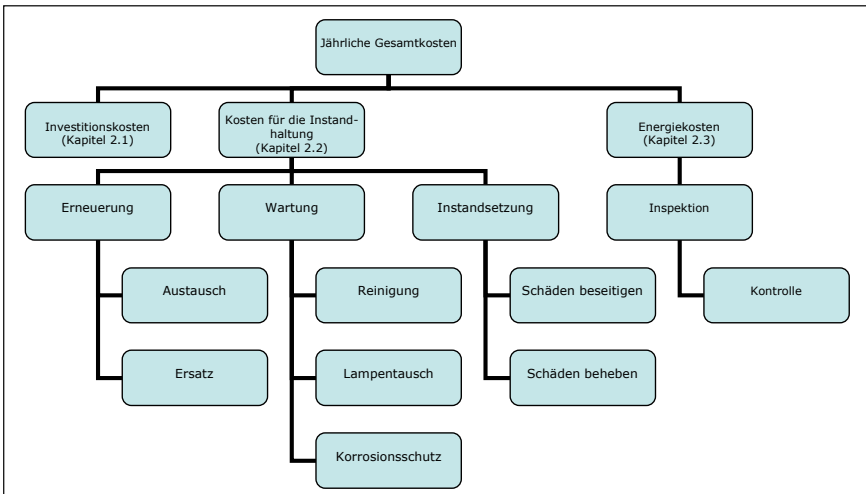 Jährliche Gesamtkosten
Investitionskosten
(Kapitel 2.1)
Kosten für die Instand-
haltung
(Kapitel 2.2)
Energiekosten
(Kapitel 2.3)
Erneuerung
Wartung
Instandsetzung
Inspektion
Austausch
Reinigung
Schäden beseitigen
Kontrolle
Ersatz
Lampentausch
Schäden beheben
Korrosionsschutz